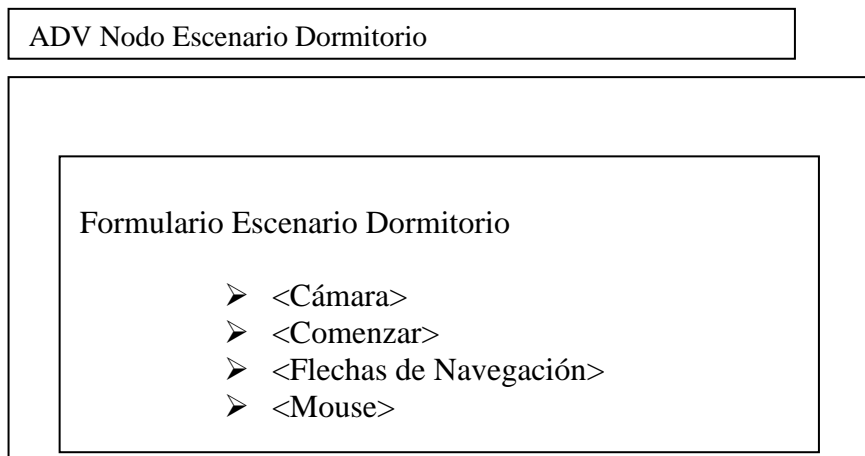 ADV Nodo Escenario Dormitorio
Formulario Escenario Dormitorio
➢ <Cámara>
➢ <Comenzar>
➢ <Flechas de Navegación>
➢ <Mouse>